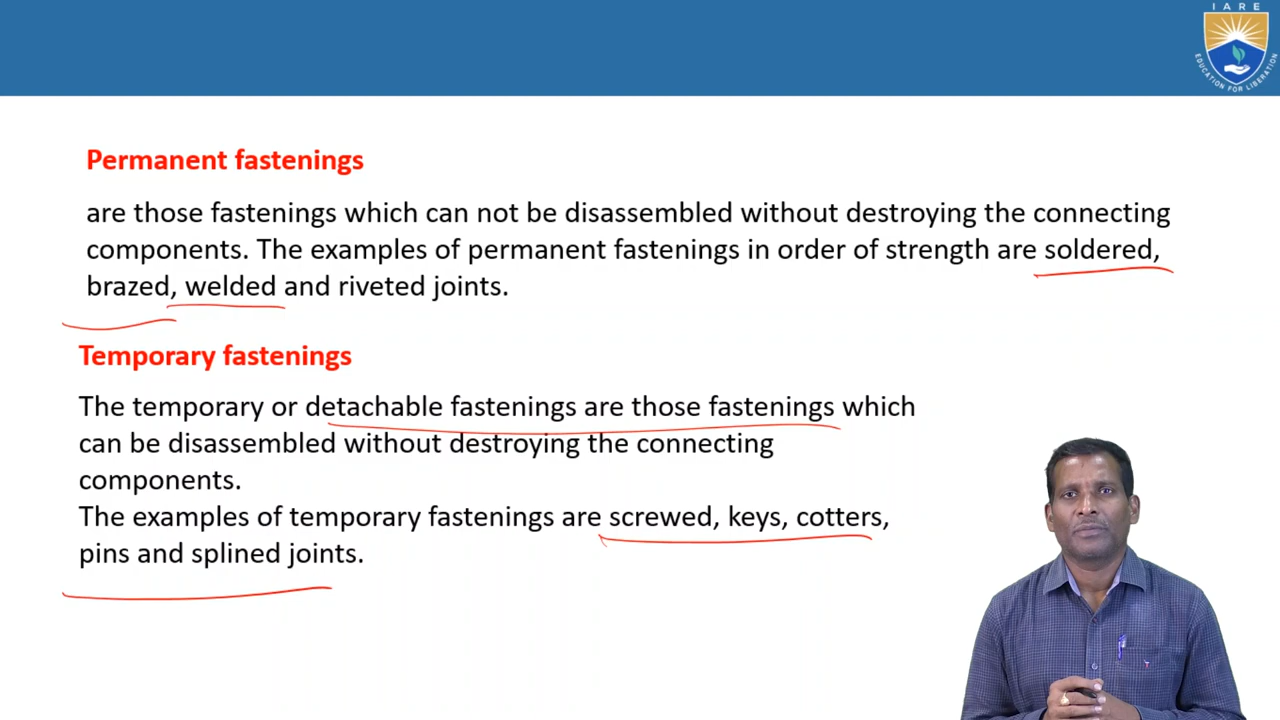 IARE
EDUCATION FOR LIBERATION
Permanent fastenings
are those fastenings which can not be disassembled without destroying the connecting
components. The examples of permanent fastenings in order of strength are soldered,
brazed, welded and riveted joints.
Temporary fastenings
The temporary or detachable fastenings are those fastenings which
can be disassembled without destroying the connecting
components.
The examples of temporary fastenings are screwed, keys, cotters,
pins and splined joints.